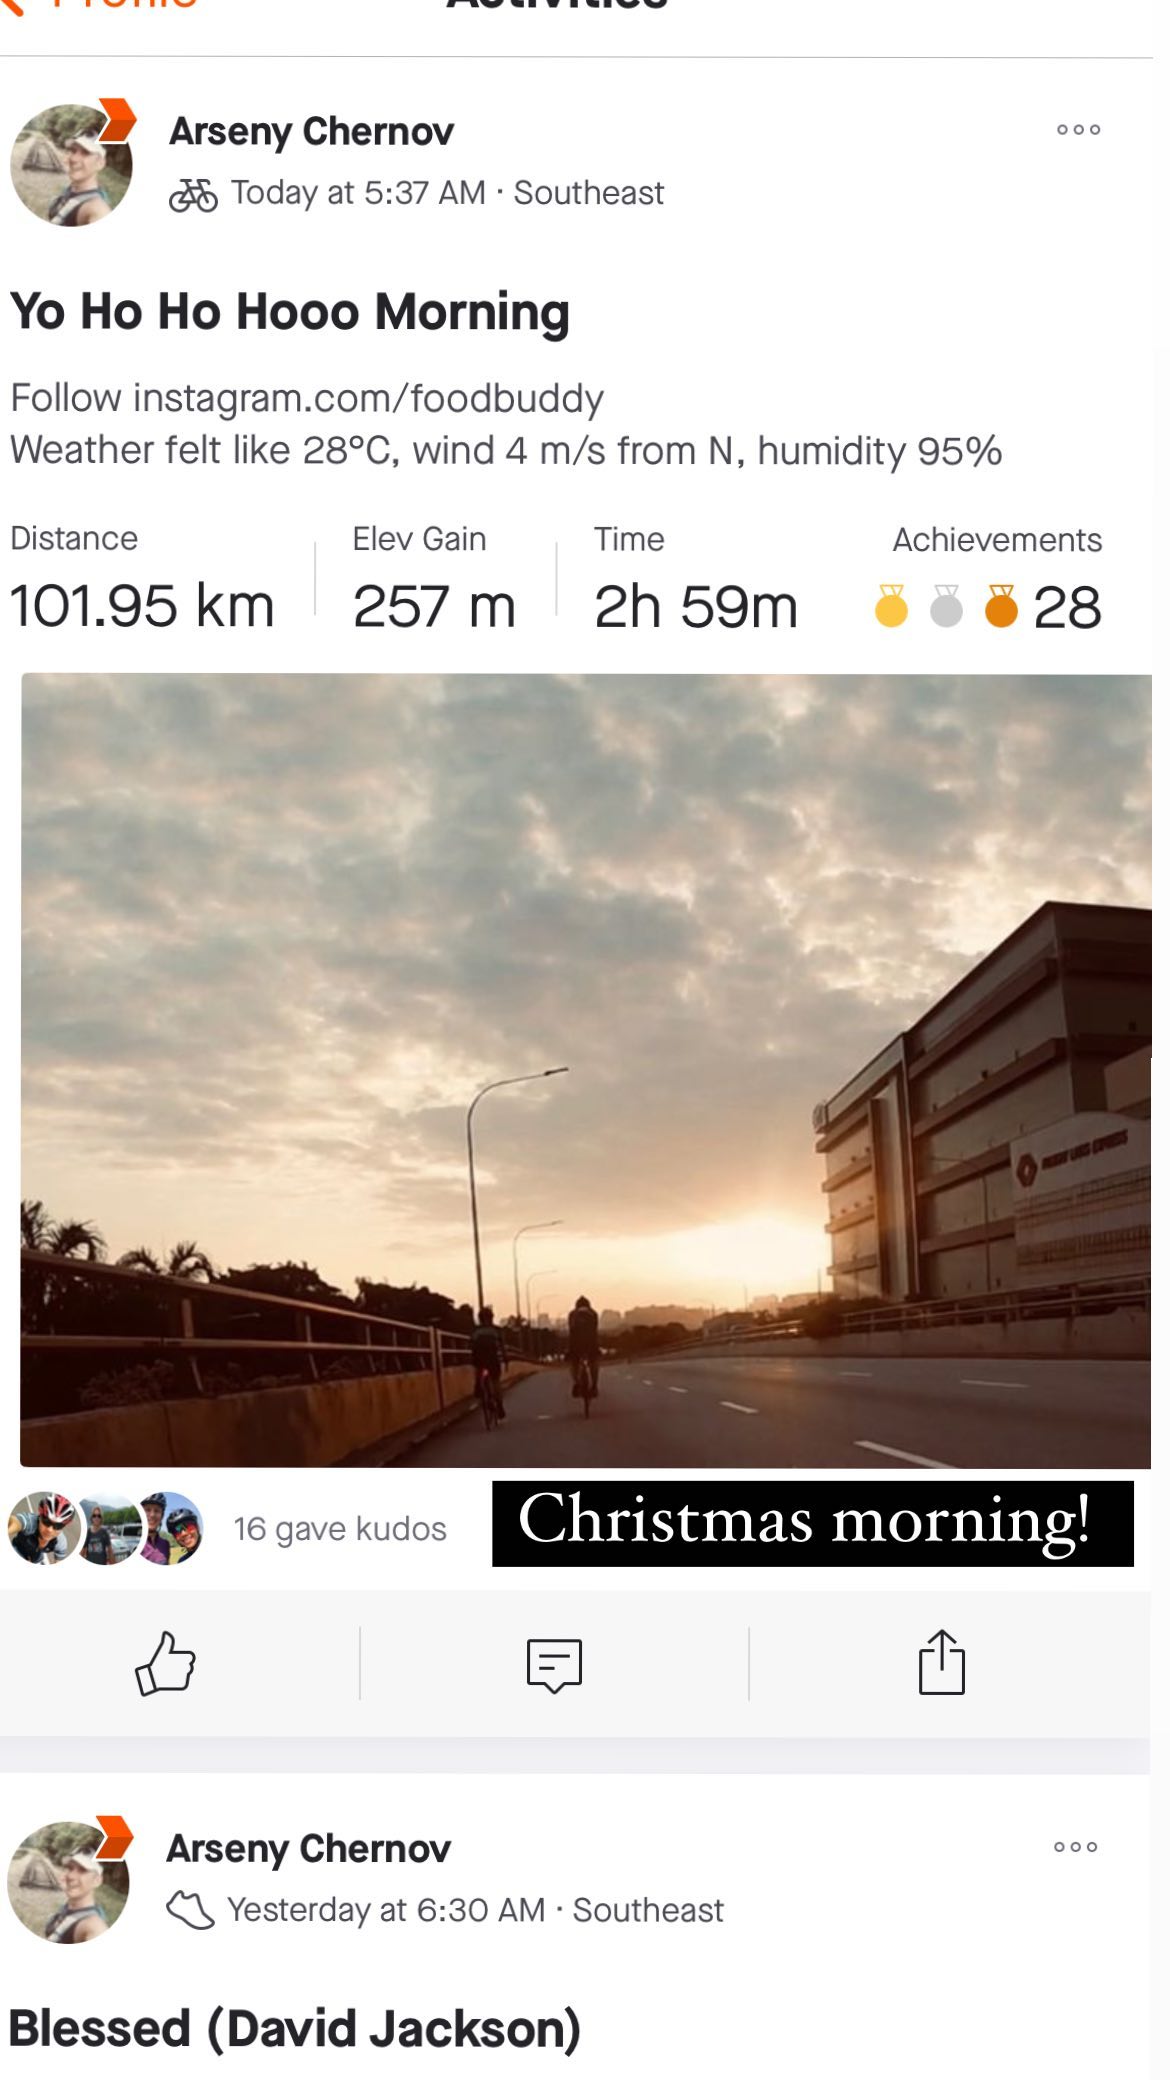 Arseny Chernov
Today at 5:37 AM · Southeast
Yo Ho Ho Hooo Morning
Follow instagram.com/foodbuddy
Weather felt like 28°C, wind 4 m/s from N, humidity 95%
Distance Elev Gain Time Achievements
101.95 km 257 m 2h 59m 28
16 gave kudos
Christmas morning!
Arseny Chernov
Yesterday at 6:30 AM · Southeast
Blessed (David Jackson)